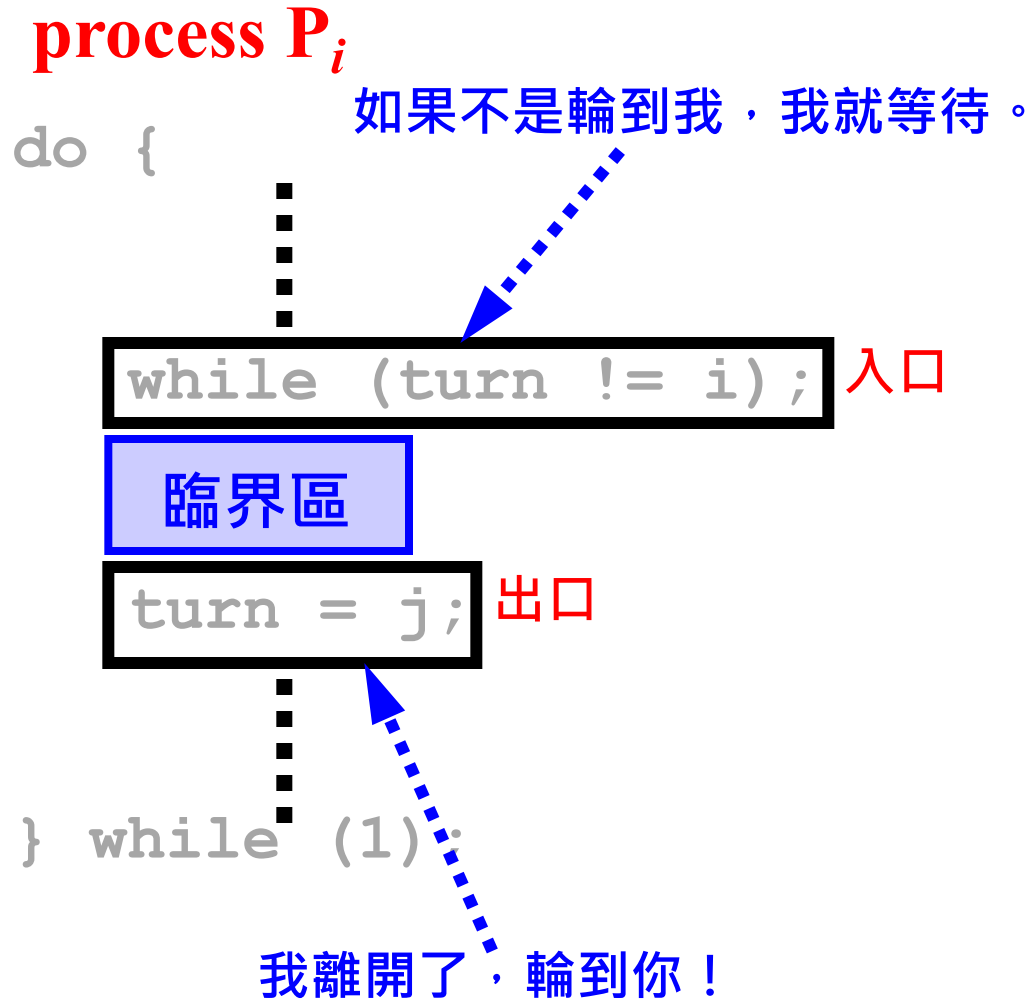 process Pi
如果不是輪到我，我就等待。
do {
while (turn != i); 入口
臨界區
turn = j; 出口
} while (1);
我離開了，輪到你！